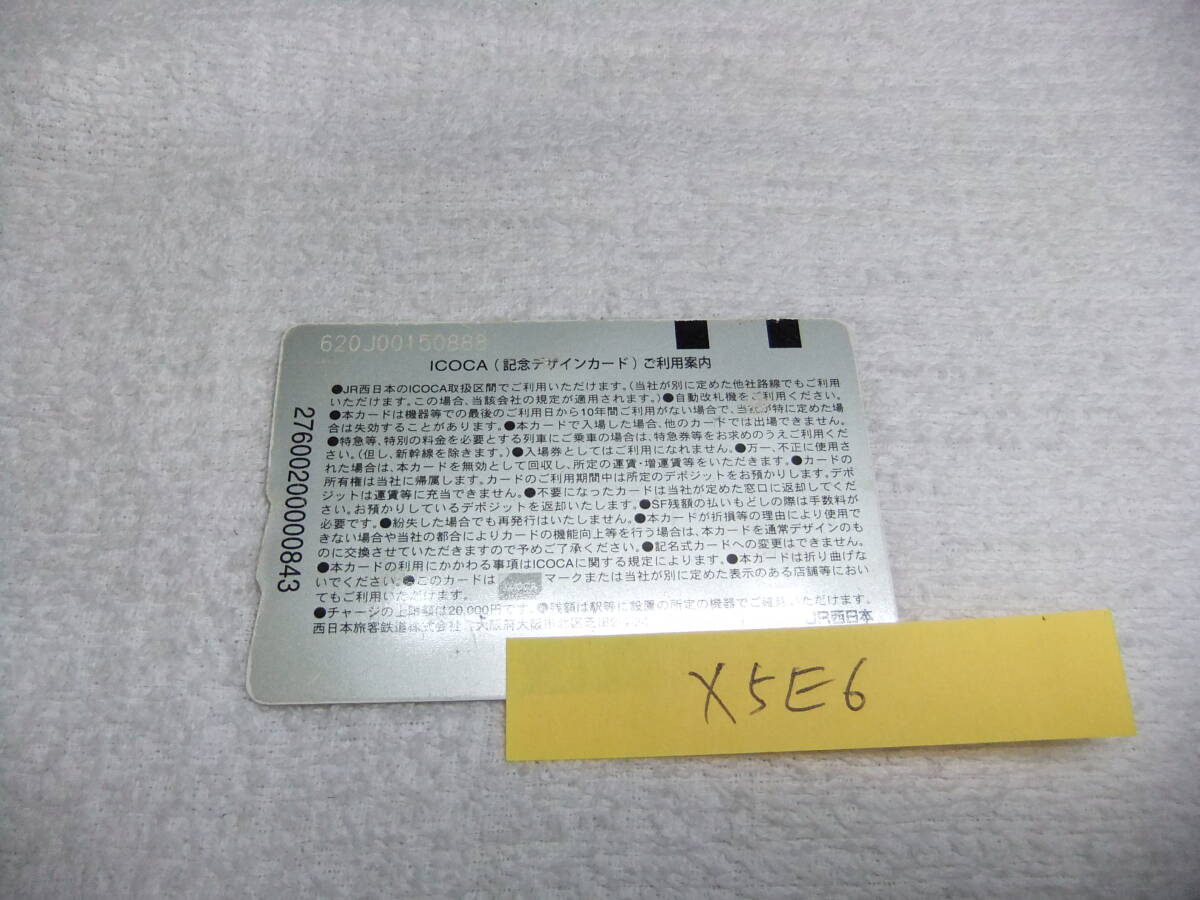 620J00150888
ICOCA（記念デザインカード）ご利用案内
●JR西日本のICOCA取扱区間でご利用いただけます。（当社が別に定めた他社路線でもご利用
いただけます。この場合、当該会社の規定が適用されます。）●自動改札機をご利用ください。
●本カードは機器等での最後のご利用日から10年間ご利用がない場合で、当社が特に定めた場
合は失効することがあります。●本カードで入場した場合、他のカードでは出場できません。
●特急等、特別の料金を必要とする列車にご乗車の場合は、特急券等をお求めのうえご利用くだ
さい。（但し、新幹線を除きます。）●入場券としてはご利用になれません。●万一、不正に使用さ
れた場合は、本カードを無効として回収し、所定の運賃・増運賃等をいただきます。●カードの
所有権は当社に帰属します。カードのご利用期間中は所定のデポジットをお預かりします。デポ
ジットは運賃等に充当できません。●不要になったカードは当社が定めた窓口に返却してくだ
さい。お預かりしているデポジットを返却いたします。●SF残額の払いもどしの際は手数料が
必要です。●紛失した場合でも再発行はいたしません。●本カードが折損等の理由により使用で
きない場合や当社の都合によりカードの機能向上等を行う場合は、本カードを通常デザインのも
のに交換させていただきますので予めご了承ください。●記名式カードへの変更はできません。
●本カードの利用にかかわる事項はICOCAに関する規定によります。●本カードは折り曲げな
いでください。●このカードは ICOCA マークまたは当社が別に定めた表示のある店舗等におい
てもご利用いただけます。
●チャージの上限額は20,000円です。●残額は駅等に設置の所定の機器でご確認いただけます。
西日本旅客鉄道株式会社 大阪府大阪市北区芝田2-4-24
JR西日本
27600200000843
X5E6